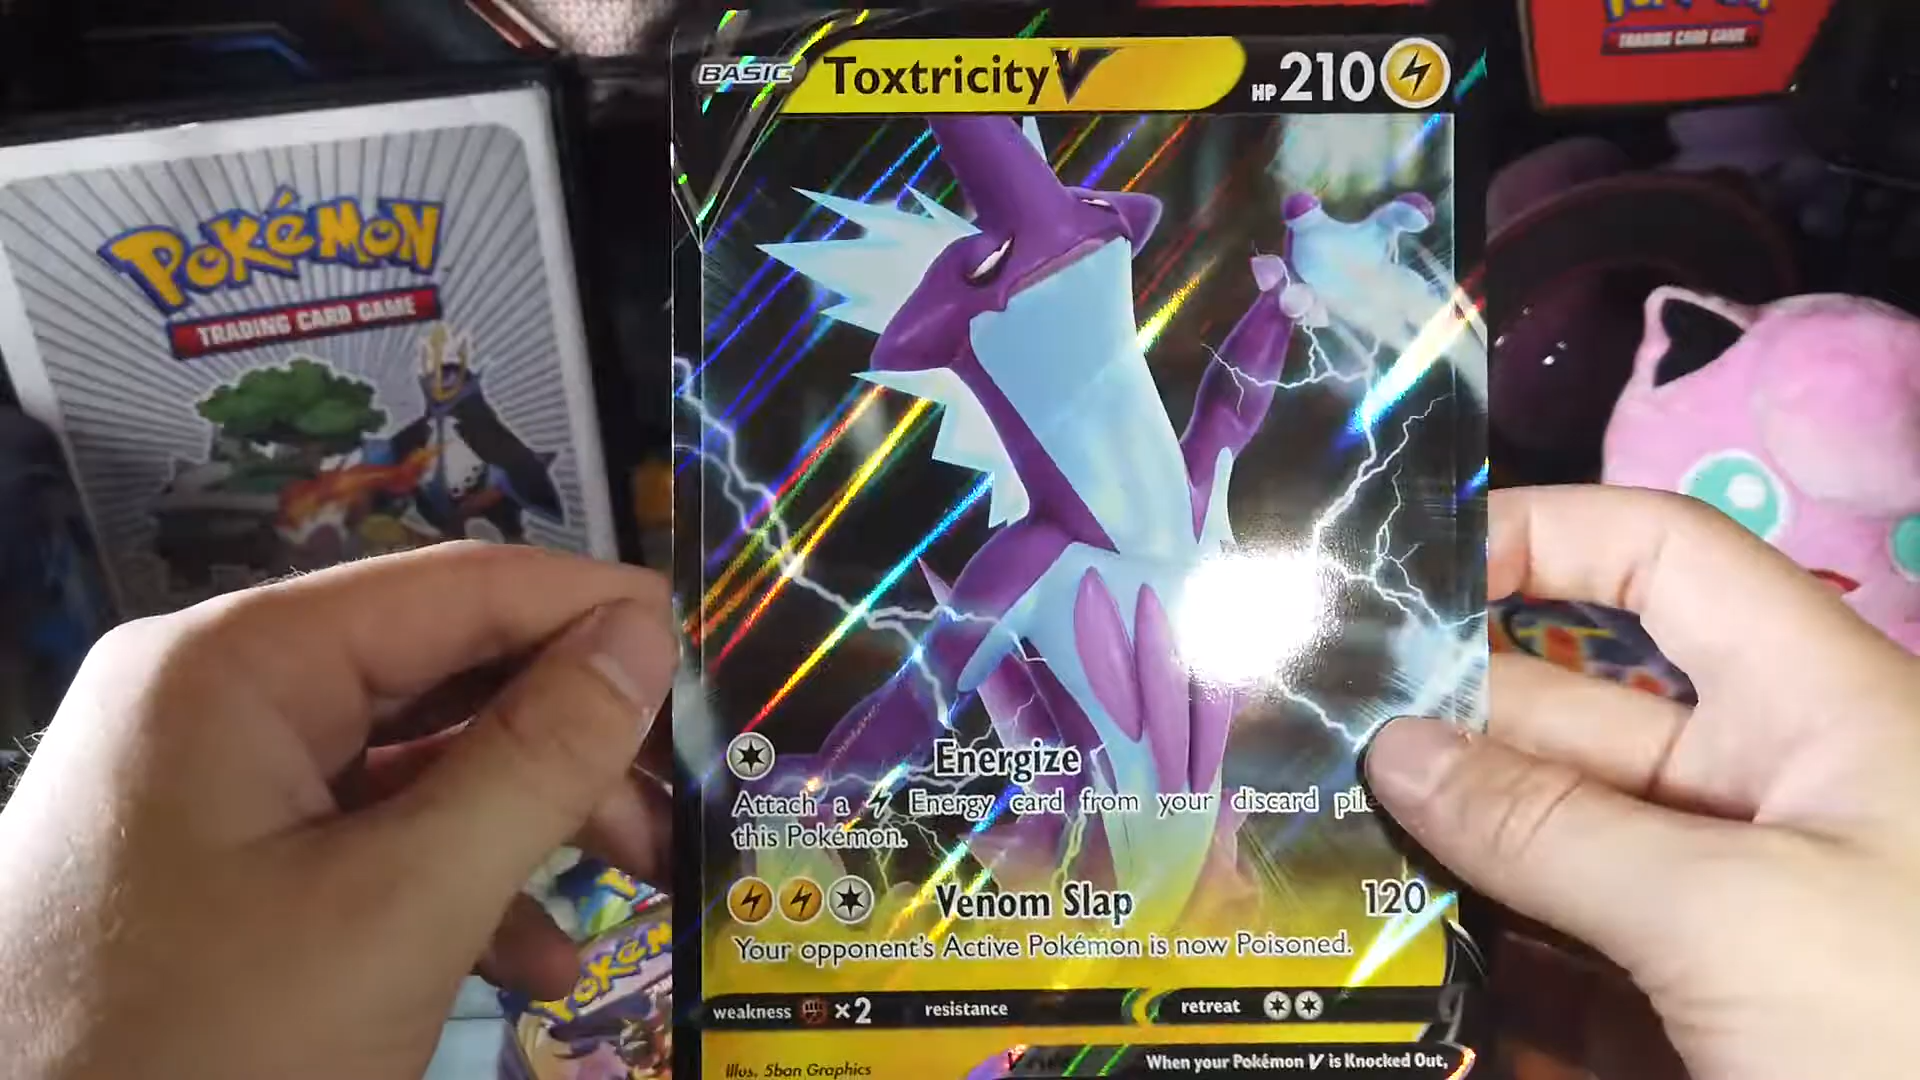 BASIC
Toxtricity V
HP 210
POKÉMON
TRADING CARD GAME
TRADING CARD GAME
Energize
Attach a Energy card from your discard pile
this Pokémon.
Venom Slap 120
Your opponent's Active Pokémon is now Poisoned.
weakness ×2 resistance retreat
Illus. 5ban Graphics
When your Pokémon V is Knocked Out,